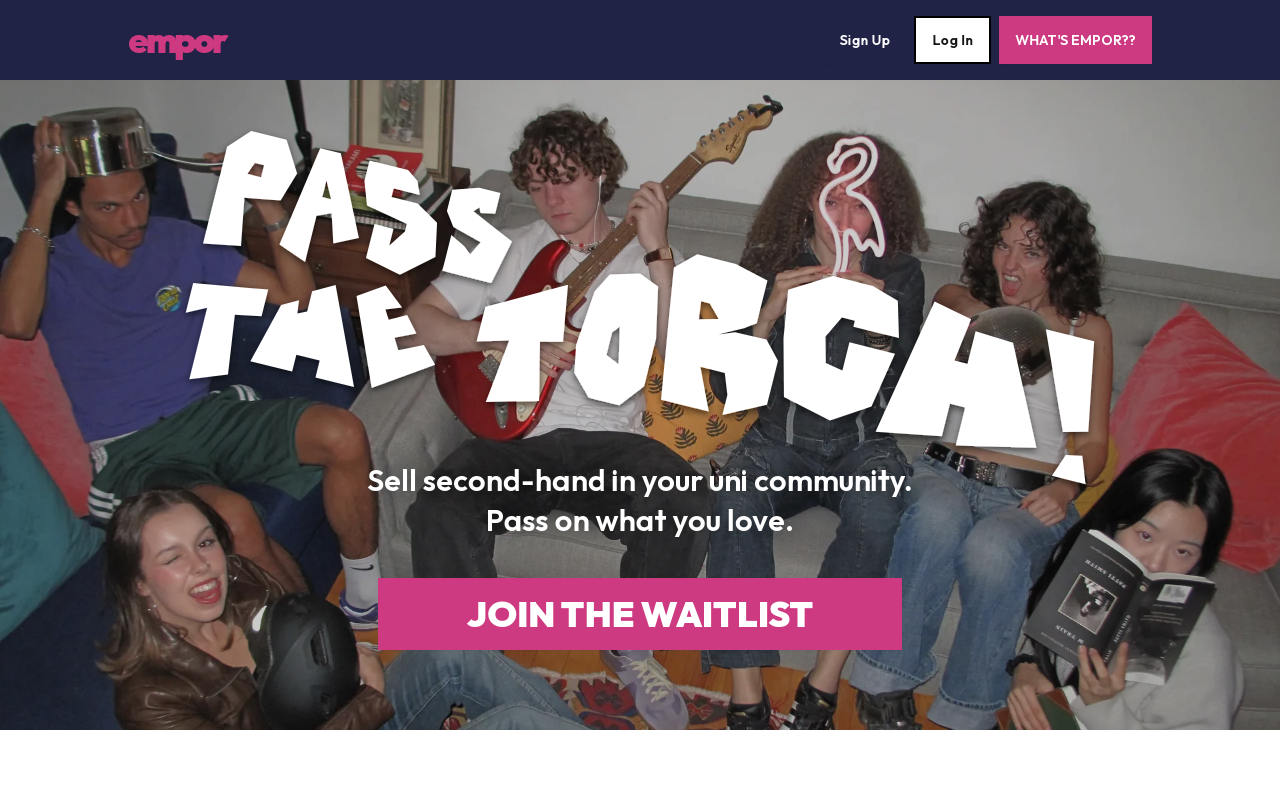 empor
Sign Up
Log In
WHAT'S EMPOR??
PASS
THE TORCH!
Sell second-hand in your uni community.
Pass on what you love.
JOIN THE WAITLIST